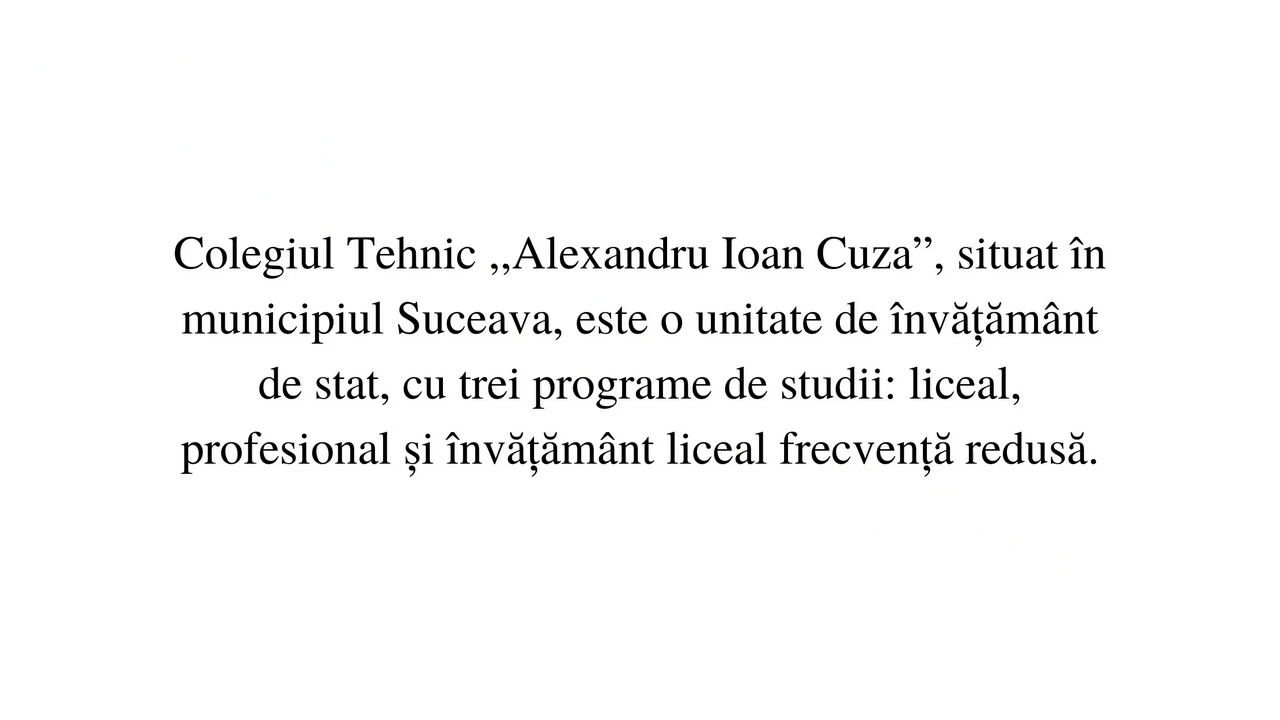 Colegiul Tehnic ,,Alexandru Ioan Cuza”, situat în
municipiul Suceava, este o unitate de învățământ
de stat, cu trei programe de studii: liceal,
profesional și învățământ liceal frecvență redusă.